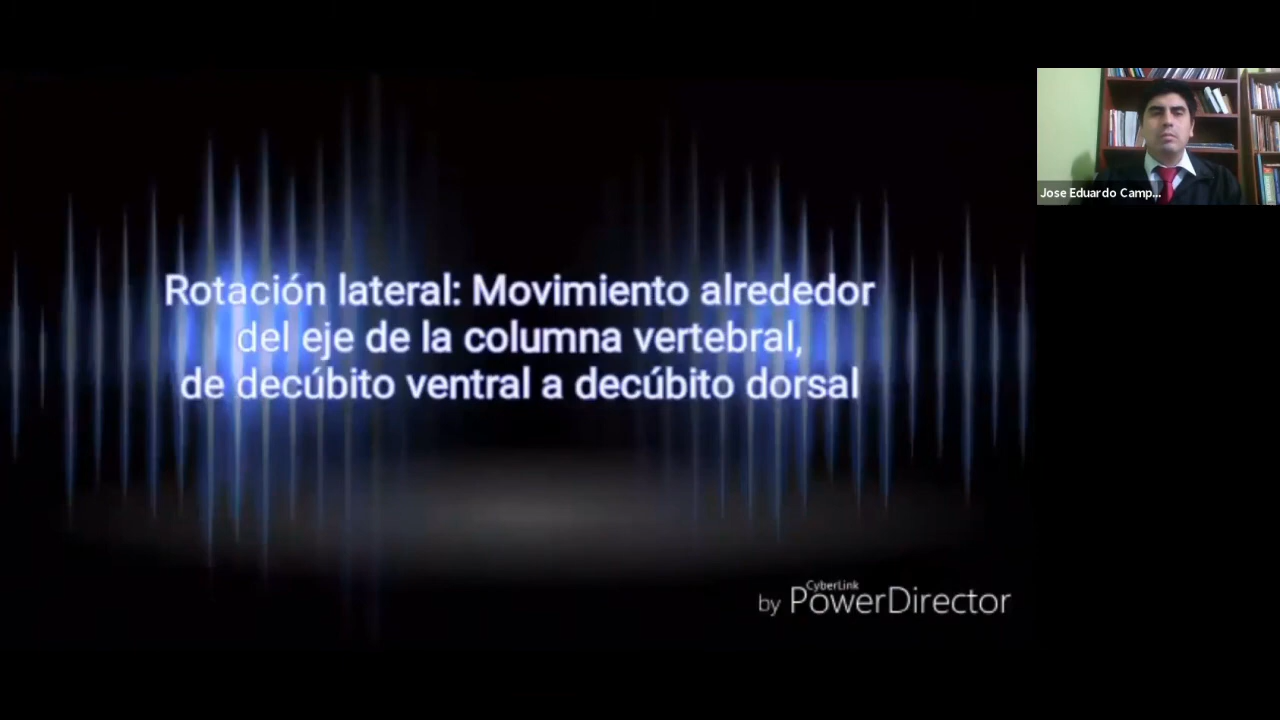 Rotación lateral: Movimiento alrededor
del eje de la columna vertebral,
de decúbito ventral a decúbito dorsal
Jose Eduardo Camp...
CyberLink
by PowerDirector